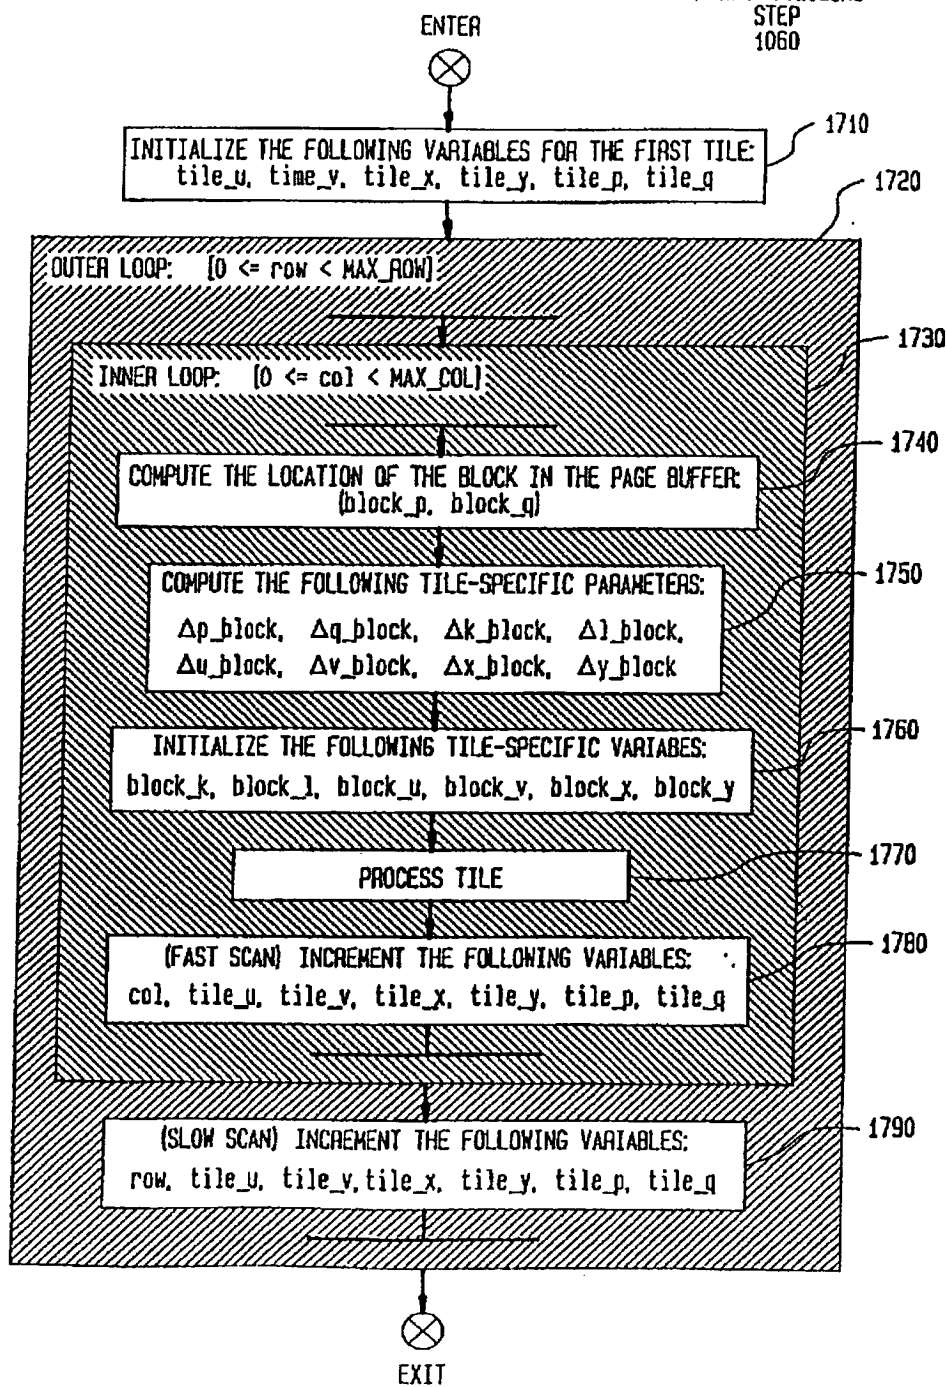 STEP
1060
ENTER
1710
INITIALIZE THE FOLLOWING VARIABLES FOR THE FIRST TILE:
tile_u, time_v, tile_x, tile_y, tile_p, tile_q
1720
OUTER LOOP: [0 <= row < MAX_ROW]
1730
INNER LOOP: [0 <= col < MAX_COL]
1740
COMPUTE THE LOCATION OF THE BLOCK IN THE PAGE BUFFER:
(block_p, block_q)
1750
COMPUTE THE FOLLOWING TILE-SPECIFIC PARAMETERS:
Δp_block, Δq_block, Δk_block, Δl_block,
Δu_block, Δv_block, Δx_block, Δy_block
1760
INITIALIZE THE FOLLOWING TILE-SPECIFIC VARIABES:
block_k, block_l, block_u, block_v, block_x, block_y
1770
PROCESS TILE
1780
(FAST SCAN) INCREMENT THE FOLLOWING VARIABLES:
col, tile_u, tile_v, tile_x, tile_y, tile_p, tile_q
1790
(SLOW SCAN) INCREMENT THE FOLLOWING VARIABLES:
row, tile_u, tile_v, tile_x, tile_y, tile_p, tile_q
EXIT